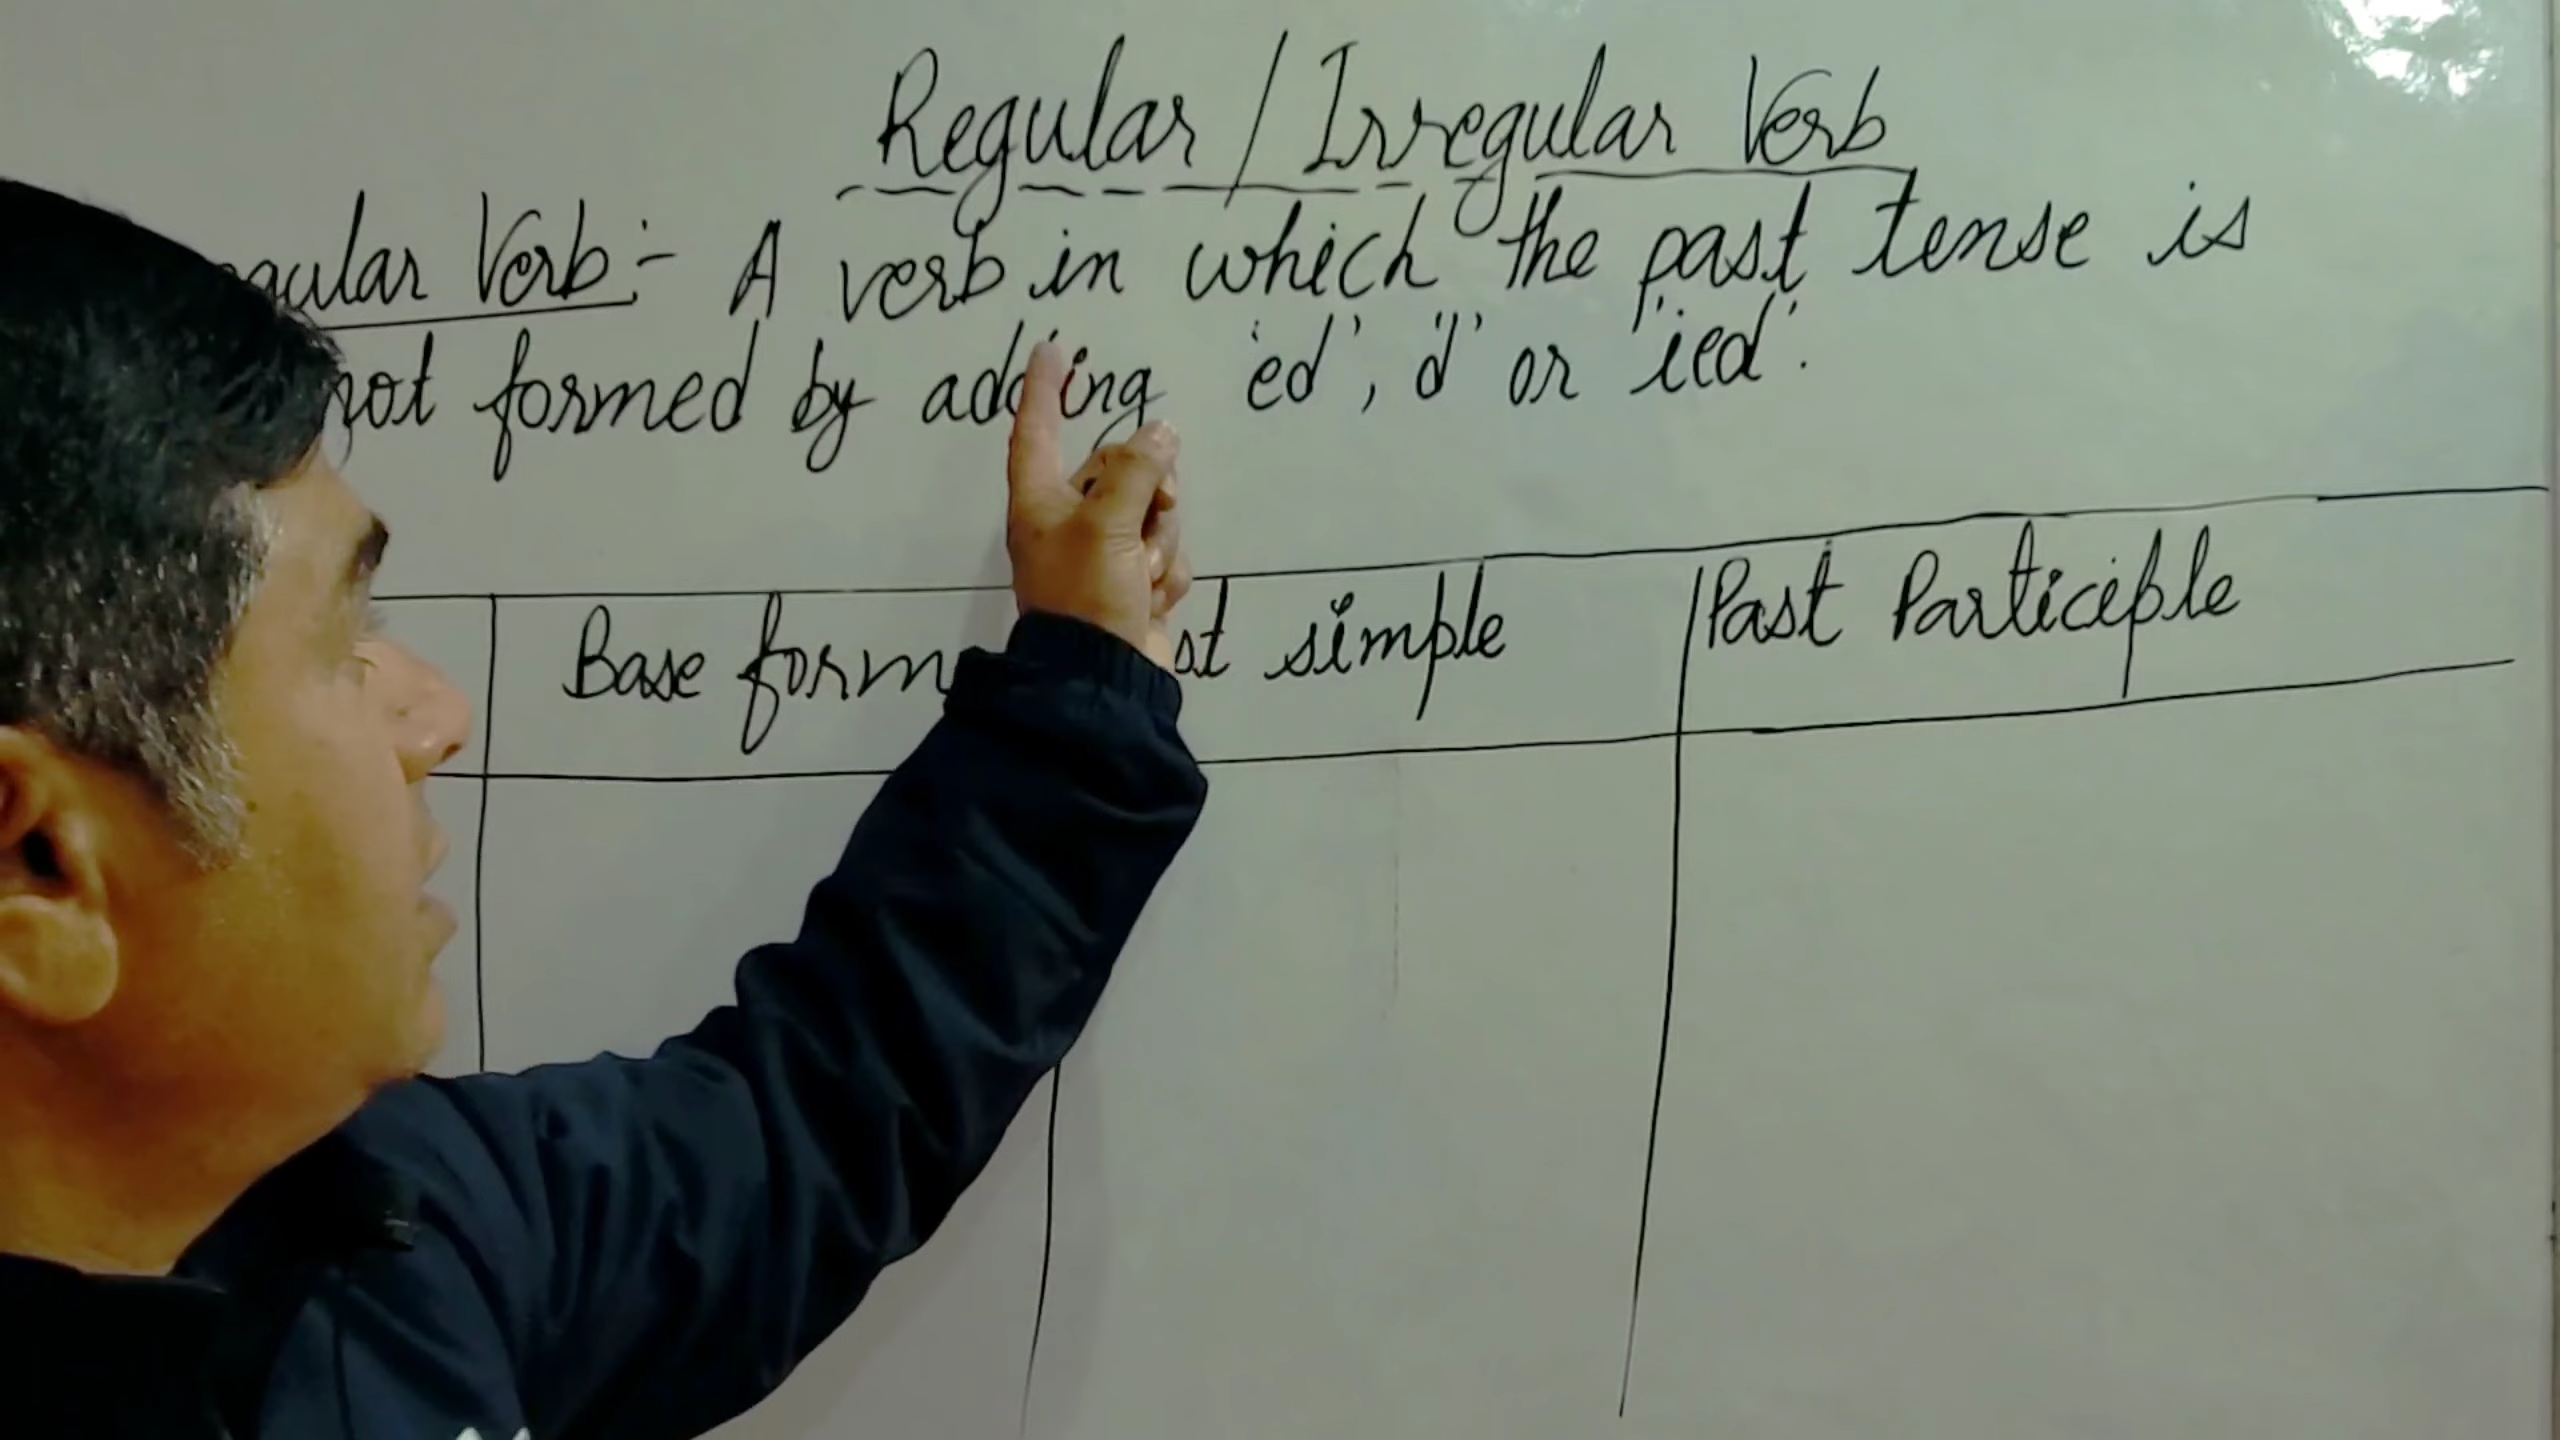 Regular / Irregular Verb
gular Verb:- A verb in which the past tense is
not formed by adding 'ed', 'd' or 'ied'.
Base form st simple Past Participle